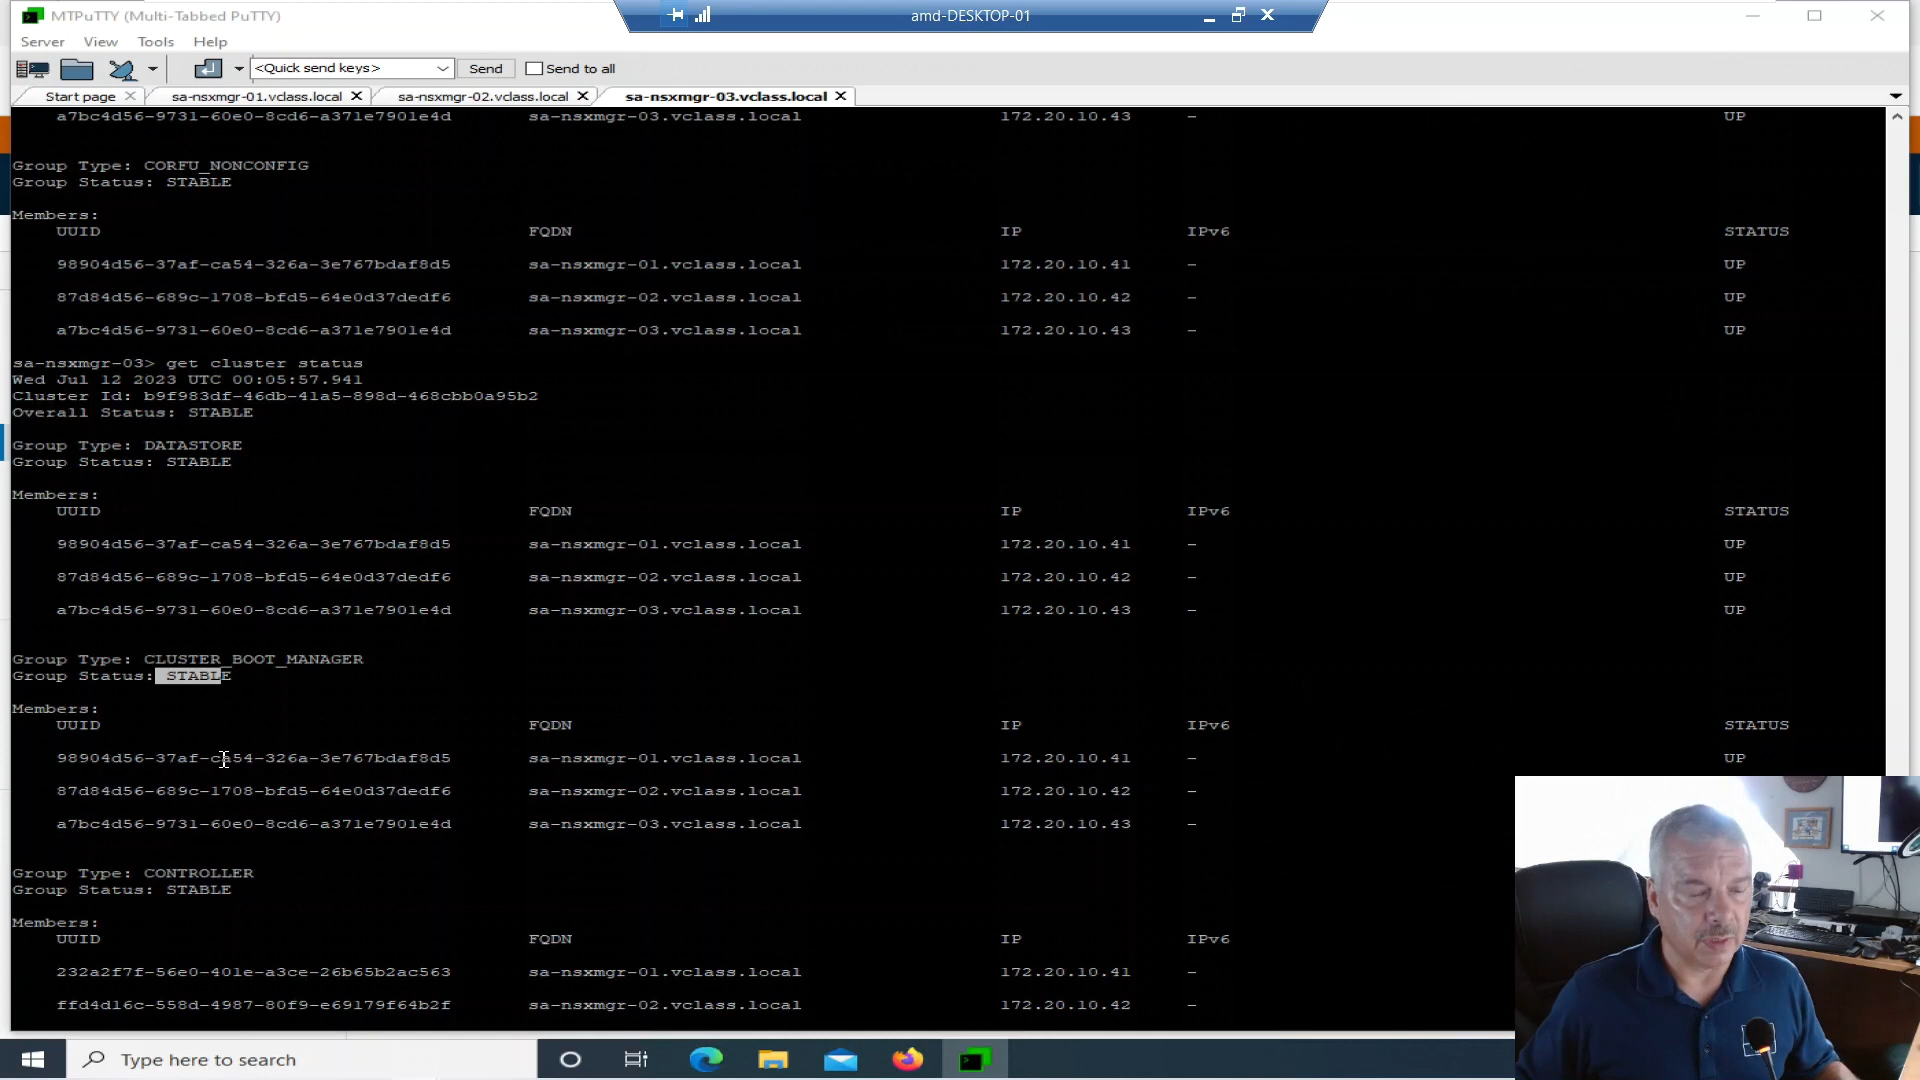 MTPuTTY (Multi-Tabbed PuTTY)
amd-DESKTOP-01
Server View Tools Help
<Quick send keys> Send Send to all
Start page sa-nsxmgr-01.vclass.local sa-nsxmgr-02.vclass.local sa-nsxmgr-03.vclass.local
a7bc4d56-9731-60e0-8cd6-a371e7901e4d sa-nsxmgr-03.vclass.local 172.20.10.43 - UP
Group Type: CORFU_NONCONFIG
Group Status: STABLE
Members:
UUID FQDN IP IPv6 STATUS
98904d56-37af-ca54-326a-3e767bdaf8d5 sa-nsxmgr-01.vclass.local 172.20.10.41 - UP
87d84d56-689c-1708-bfd5-64e0d37dedf6 sa-nsxmgr-02.vclass.local 172.20.10.42 - UP
a7bc4d56-9731-60e0-8cd6-a371e7901e4d sa-nsxmgr-03.vclass.local 172.20.10.43 - UP
sa-nsxmgr-03> get cluster status
Wed Jul 12 2023 UTC 00:05:57.941
Cluster Id: b9f983df-46db-41a5-898d-468cbb0a95b2
Overall Status: STABLE
Group Type: DATASTORE
Group Status: STABLE
Members:
UUID FQDN IP IPv6 STATUS
98904d56-37af-ca54-326a-3e767bdaf8d5 sa-nsxmgr-01.vclass.local 172.20.10.41 - UP
87d84d56-689c-1708-bfd5-64e0d37dedf6 sa-nsxmgr-02.vclass.local 172.20.10.42 - UP
a7bc4d56-9731-60e0-8cd6-a371e7901e4d sa-nsxmgr-03.vclass.local 172.20.10.43 - UP
Group Type: CLUSTER_BOOT_MANAGER
Group Status: STABLE
Members:
UUID FQDN IP IPv6 STATUS
98904d56-37af-ca54-326a-3e767bdaf8d5 sa-nsxmgr-01.vclass.local 172.20.10.41 - UP
87d84d56-689c-1708-bfd5-64e0d37dedf6 sa-nsxmgr-02.vclass.local 172.20.10.42 -
a7bc4d56-9731-60e0-8cd6-a371e7901e4d sa-nsxmgr-03.vclass.local 172.20.10.43 -
Group Type: CONTROLLER
Group Status: STABLE
Members:
UUID FQDN IP IPv6
232a2f7f-56e0-401e-a3ce-26b65b2ac563 sa-nsxmgr-01.vclass.local 172.20.10.41 -
ffd4d16c-558d-4987-80f9-e69179f64b2f sa-nsxmgr-02.vclass.local 172.20.10.42 -
Type here to search